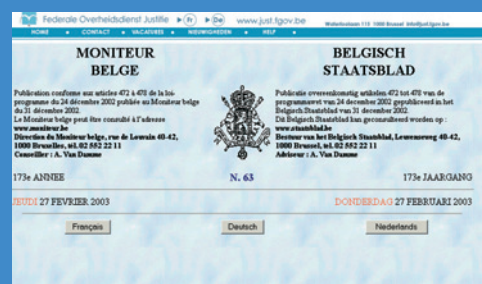 Federale Overheidsdienst Justitie Fr De www.just.fgov.be Waterloolaan 115 1000 Brussel info@just.fgov.be
HOME CONTACT VACATURES NIEUWIGHEDEN HELP
MONITEUR
BELGE
Publication conforme aux articles 472 à 478 de la loi-
programme du 24 décembre 2002 publiée au Moniteur belge
du 31 décembre 2002.
Le Moniteur belge peut être consulté à l'adresse
www.moniteur.be
Direction du Moniteur belge, rue de Louvain 40-42,
1000 Bruxelles, tél. 02 552 22 11
Conseiller : A. Van Damme
BELGISCH
STAATSBLAD
Publicatie overeenkomstig artikelen 472 tot 478 van de
programmawet van 24 december 2002 gepubliceerd in het
Belgisch Staatsblad van 31 december 2002.
Dit Belgisch Staatsblad kan geconsulteerd worden op :
www.staatsblad.be
Bestuur van het Belgisch Staatsblad, Leuvenseweg 40-42,
1000 Brussel, tel. 02 552 22 11
Adviseur : A. Van Damme
173e ANNEE N. 63 173e JAARGANG
JEUDI 27 FEVRIER 2003 DONDERDAG 27 FEBRUARI 2003
Français Deutsch Nederlands